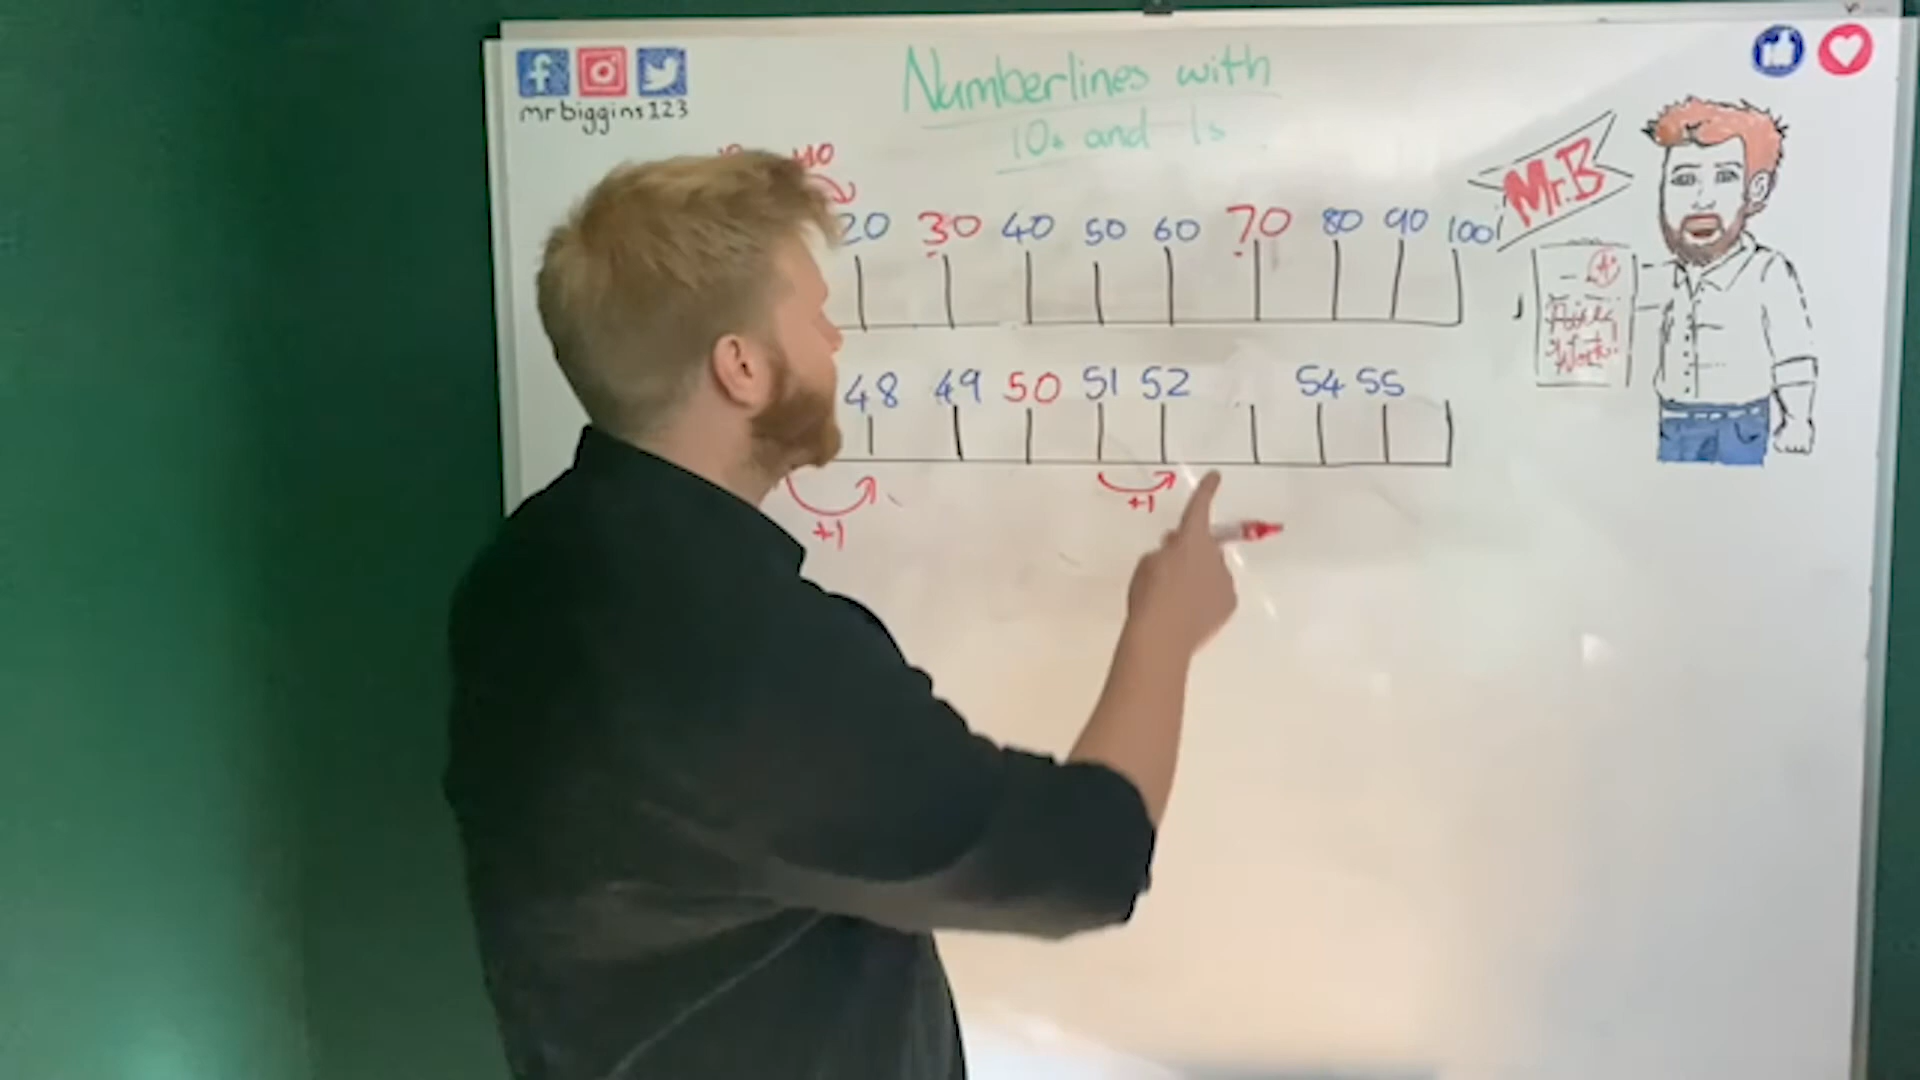 mrbiggins123
Numberlines with
10s and 1s
Mr.B
+10
20 30 40 50 60 70 80 90 100
A+
Work!
48 49 50 51 52 54 55
+1
+1